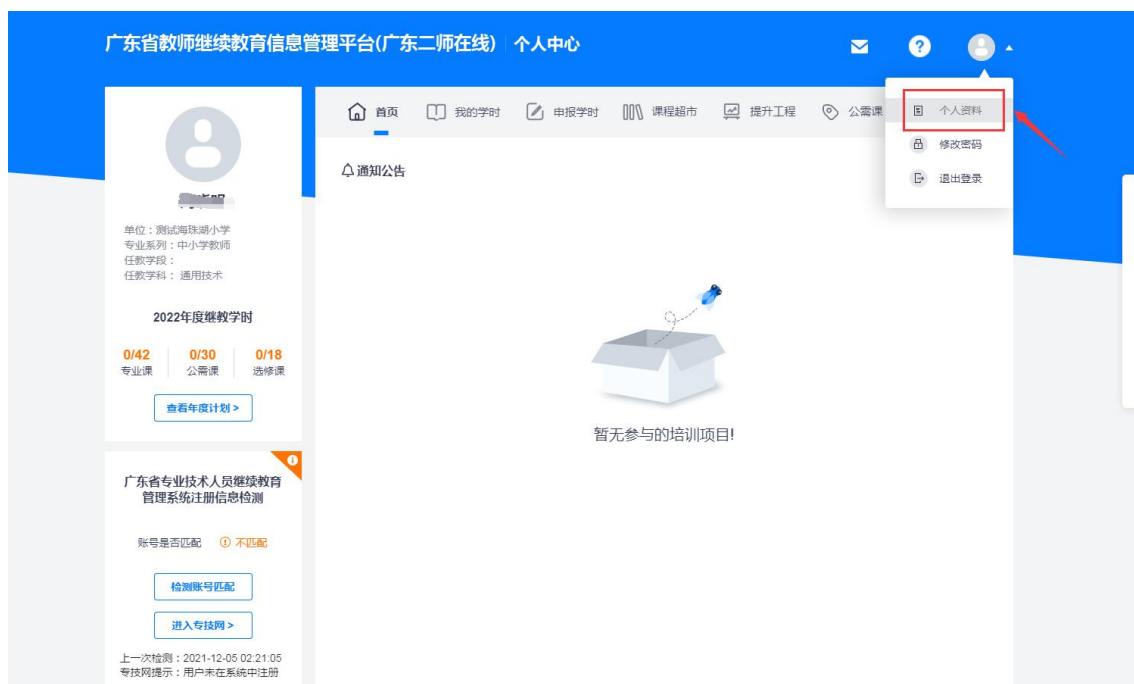 广东省教师继续教育信息管理平台(广东二师在线) 个人中心
首页 我的学时 申报学时 课程超市 提升工程 公需课
个人资料
修改密码
退出登录
通知公告
单位：测试海珠湖小学
专业系列：中小学教师
任教学段：
任教学科： 通用技术
2022年度继教学时
0/42 0/30 0/18
专业课 公需课 选修课
查看年度计划 >
暂无参与的培训项目!
广东省专业技术人员继续教育
管理系统注册信息检测
账号是否匹配 不匹配
检测账号匹配
进入专技网 >
上一次检测：2021-12-05 02:21:05
专技网提示：用户未在系统中注册